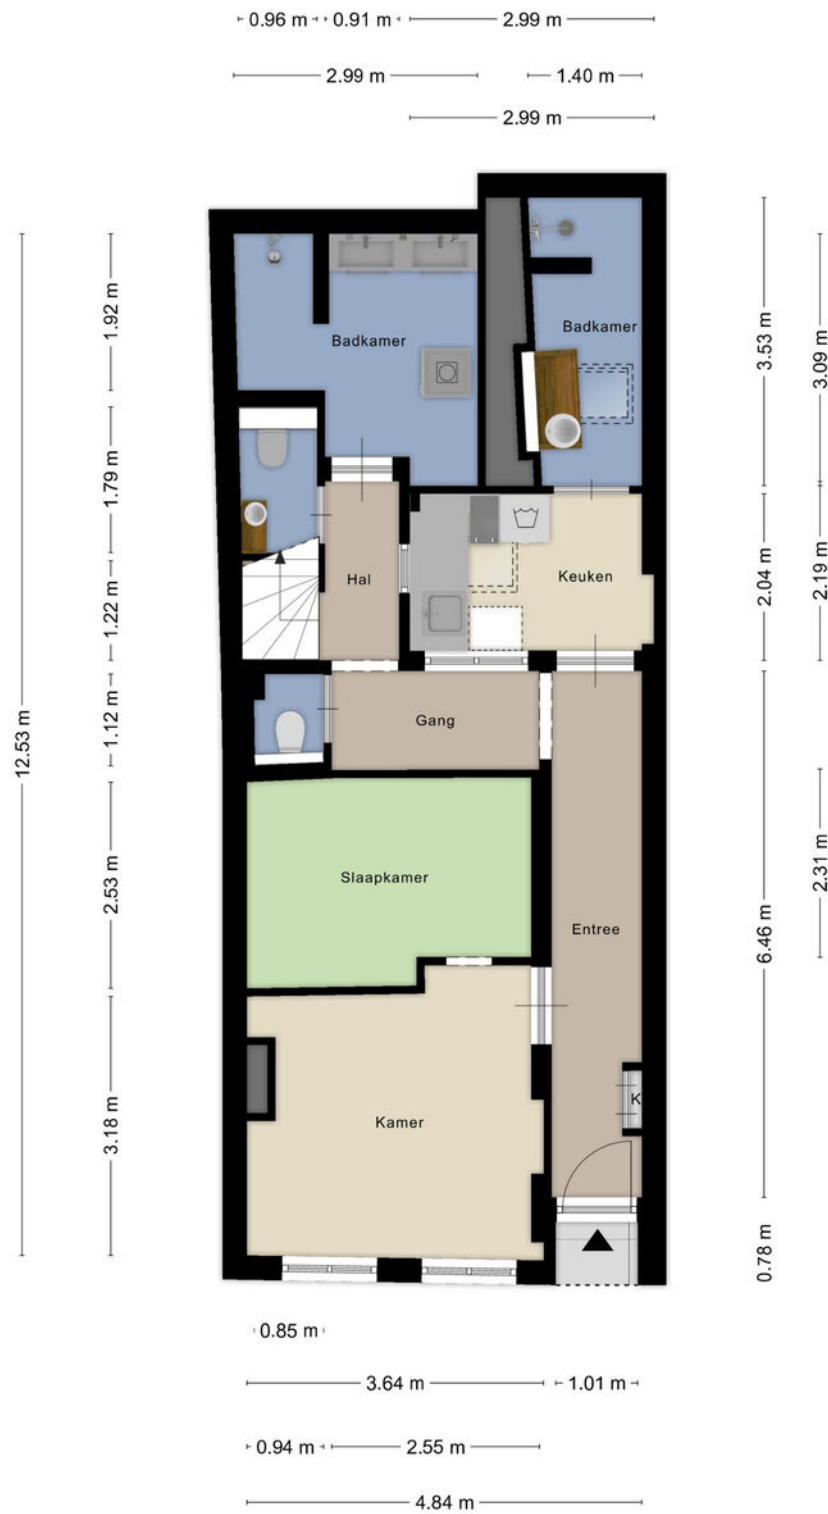 0.96 m 0.91 m 2.99 m
2.99 m 1.40 m
2.99 m
1.92 m
Badkamer
Badkamer
3.53 m
3.09 m
1.79 m
Hal
Keuken
2.04 m
2.19 m
1.22 m
12.53 m
1.12 m
Gang
2.53 m
Slaapkamer
2.31 m
Entree
6.46 m
3.18 m
Kamer
K
0.78 m
0.85 m
3.64 m 1.01 m
0.94 m 2.55 m
4.84 m